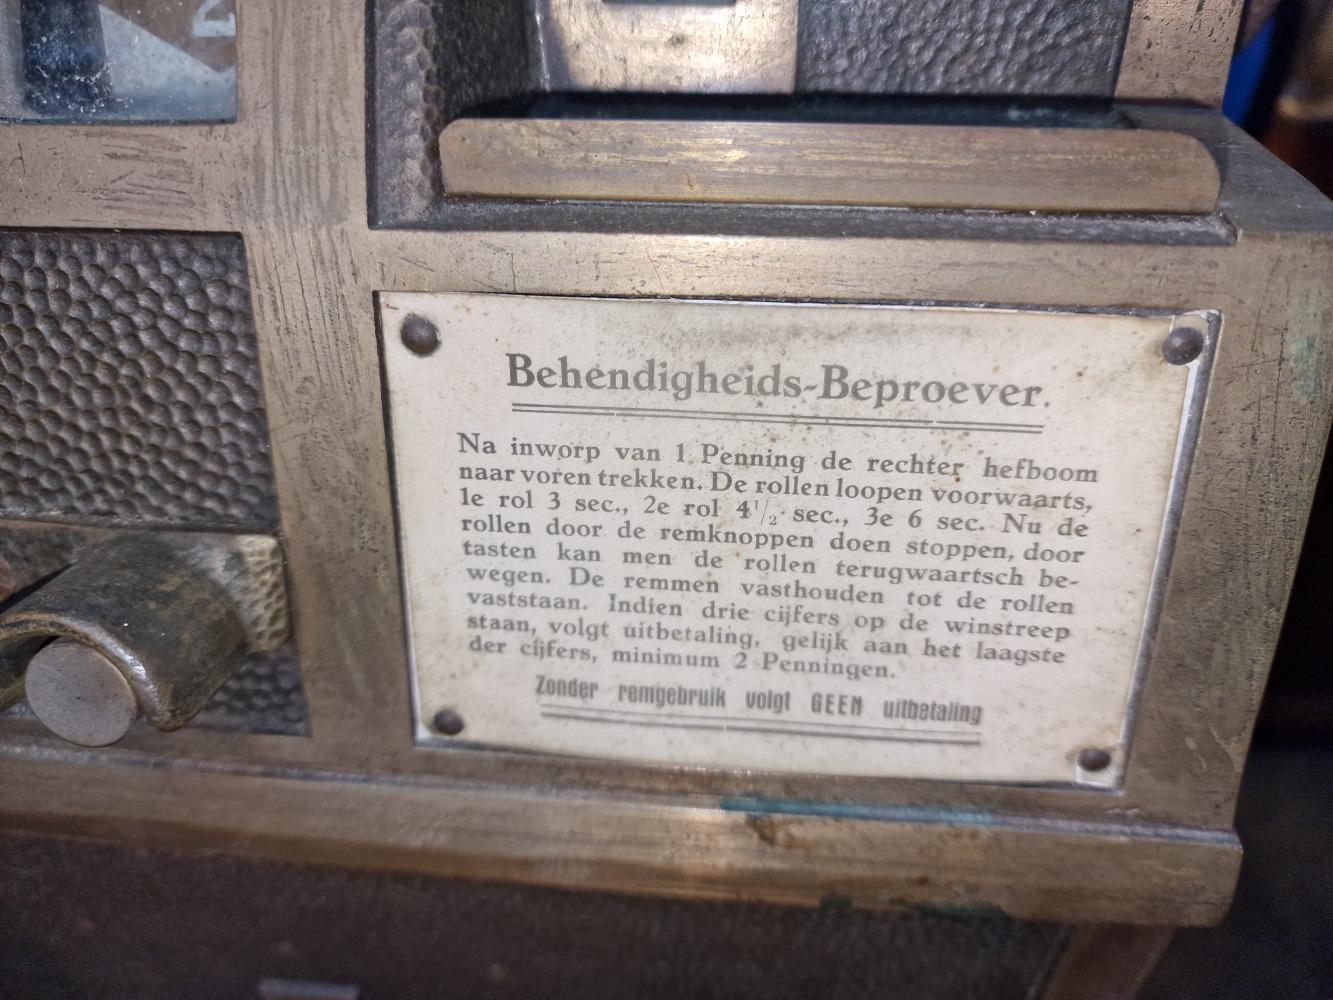 2
Behendigheids-Beproever.
Na inworp van 1 Penning de rechter hefboom
naar voren trekken. De rollen loopen voorwaarts,
1e rol 3 sec., 2e rol 4¹/₂ sec., 3e 6 sec. Nu de
rollen door de remknoppen doen stoppen, door
tasten kan men de rollen terugwaartsch be-
wegen. De remmen vasthouden tot de rollen
vaststaan. Indien drie cijfers op de winstreep
staan, volgt uitbetaling, gelijk aan het laagste
der cijfers, minimum 2 Penningen.
Zonder remgebruik volgt GEEN uitbetaling